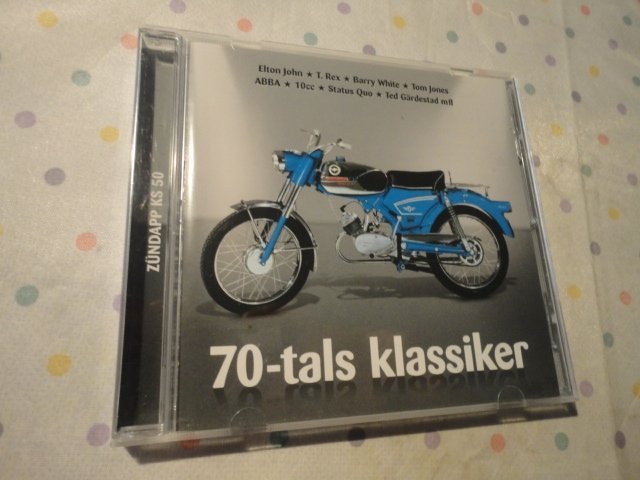 Elton John ★ T. Rex ★ Barry White ★ Tom Jones
ABBA ★ 10cc ★ Status Quo ★ Ted Gärdestad mfl
ZÜNDAPP KS 50
70-tals klassiker